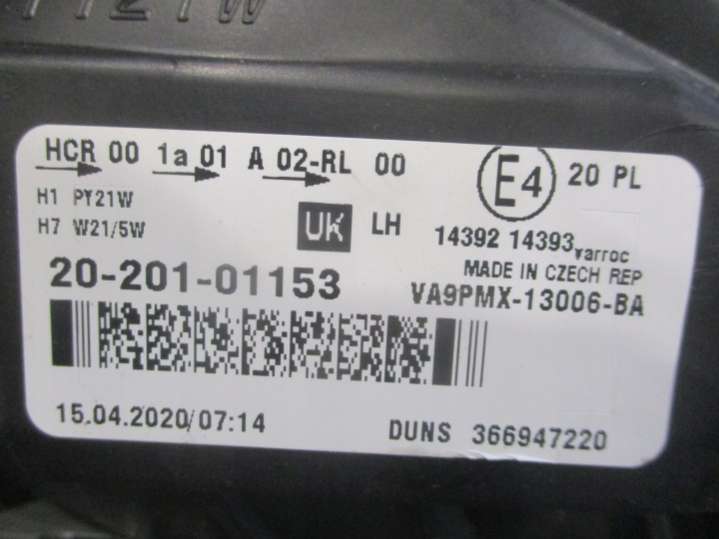 HCR 00 1a 01 A 02-RL 00
E4 20 PL
H1 PY21W
H7 W21/5W
UK LH
14392 14393
varroc
20-201-01153
MADE IN CZECH REP
VA9PMX-13006-BA
15.04.2020/07:14
DUNS 366947220